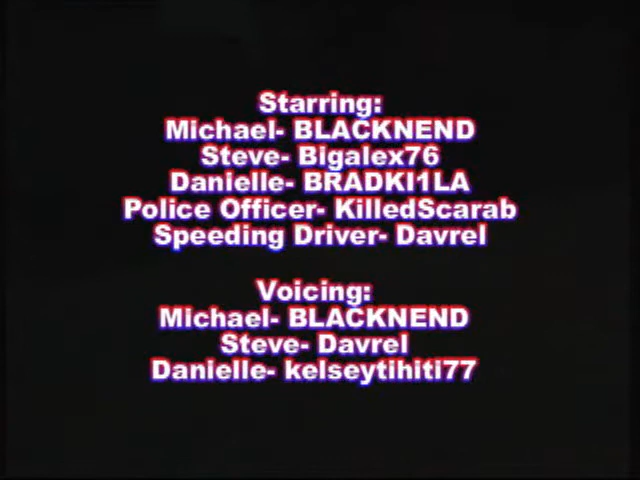 Starring:
Michael- BLACKNEND
Steve- Bigalex76
Danielle- BRADKI1LA
Police Officer- KilledScarab
Speeding Driver- Davrel
Voicing:
Michael- BLACKNEND
Steve- Davrel
Danielle- kelseytihiti77